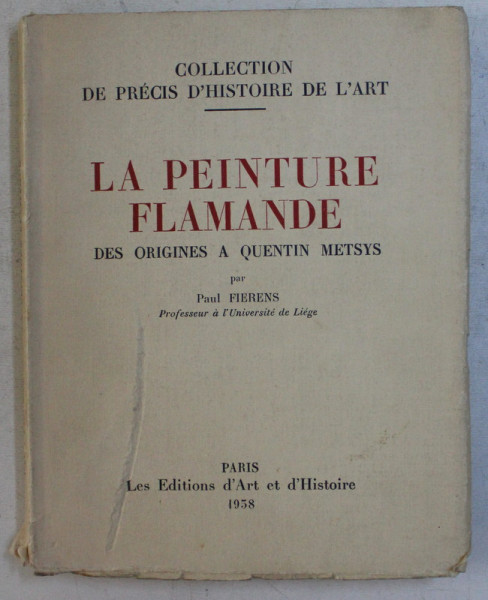 COLLECTION
DE PRÉCIS D'HISTOIRE DE L'ART
LA PEINTURE
FLAMANDE
DES ORIGINES A QUENTIN METSYS
par
Paul FIERENS
Professeur à l'Université de Liége
PARIS
Les Editions d'Art et d'Histoire
1938